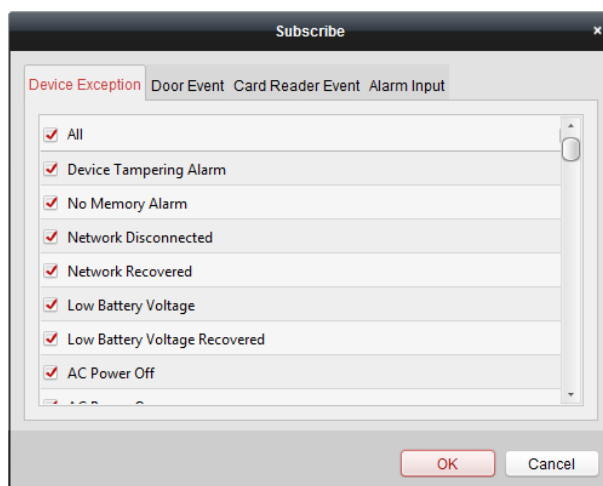 Subscribe
Device Exception Door Event Card Reader Event Alarm Input
All
Device Tampering Alarm
No Memory Alarm
Network Disconnected
Network Recovered
Low Battery Voltage
Low Battery Voltage Recovered
AC Power Off
OK Cancel